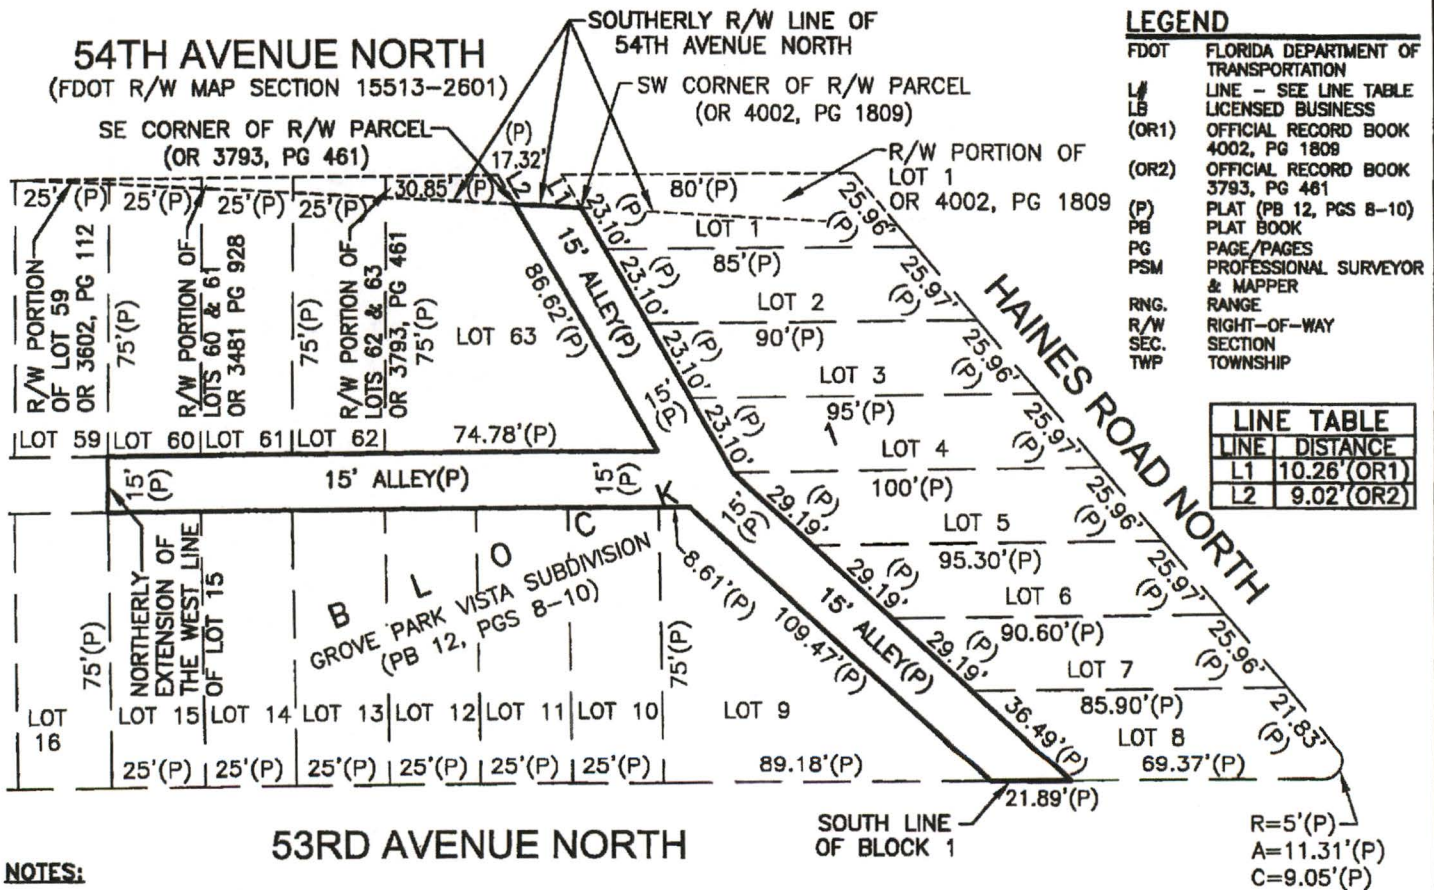 54TH AVENUE NORTH
(FDOT R/W MAP SECTION 15513-2601)
SOUTHERLY R/W LINE OF
54TH AVENUE NORTH
SW CORNER OF R/W PARCEL
(OR 4002, PG 1809)
SE CORNER OF R/W PARCEL
(OR 3793, PG 461)
(P)
17.32'
R/W PORTION OF
LOT 1
OR 4002, PG 1809
LEGEND
FDOT FLORIDA DEPARTMENT OF
TRANSPORTATION
L# LINE - SEE LINE TABLE
LB LICENSED BUSINESS
(OR1) OFFICIAL RECORD BOOK
4002, PG 1809
(OR2) OFFICIAL RECORD BOOK
3793, PG 461
(P) PLAT (PB 12, PGS 8-10)
PB PLAT BOOK
PG PAGE/PAGES
PSM PROFESSIONAL SURVEYOR
& MAPPER
RNG. RANGE
R/W RIGHT-OF-WAY
SEC. SECTION
TWP TOWNSHIP
LINE TABLE
LINE DISTANCE
L1 10.26'(OR1)
L2 9.02'(OR2)
25' (P) 25'(P) 25'(P) 25'(P) 30.85' (P)
L2
L1
80'(P)
R/W PORTION
OF LOT 59
OR 3602, PG 112
75'(P)
R/W PORTION OF
LOTS 60 & 61
OR 3481 PG 928
75'(P)
R/W PORTION OF
LOTS 62 & 63
OR 3793, PG 461
75'(P)
LOT 63
86.62'(P)
15' ALLEY(P)
15'
(P)
LOT 59 LOT 60 LOT 61 LOT 62 74.78'(P)
23.10'
(P)
23.10'
(P)
23.10'
(P)
23.10'
(P)
LOT 1
85'(P)
LOT 2
90'(P)
LOT 3
95'(P)
LOT 4
100'(P)
LOT 5
95.30'(P)
LOT 6
90.60'(P)
LOT 7
85.90'(P)
LOT 8
69.37'(P)
25.96'
(P)
25.97'
(P)
25.96'
(P)
25.97'
(P)
25.96'
(P)
25.97'
(P)
25.96'
(P)
21.83'
(P)
HAINES ROAD NORTH
15'
(P)
15' ALLEY(P)
15'
(P)
15'
(P)
29.19'
(P)
29.19'
(P)
29.19'
(P)
36.49'(P)
15' ALLEY(P)
8.61'(P)
109.47'(P)
BLOCK
GROVE PARK VISTA SUBDIVISION
(PB 12, PGS 8-10)
75'(P)
NORTHERLY
EXTENSION OF
THE WEST LINE
OF LOT 15
75'(P)
LOT
16
LOT 15 LOT 14 LOT 13 LOT 12 LOT 11 LOT 10 LOT 9
25'(P) 25'(P) 25'(P) 25'(P) 25'(P) 25'(P) 89.18'(P)
21.89'(P)
53RD AVENUE NORTH
SOUTH LINE
OF BLOCK 1
R=5'(P)
A=11.31'(P)
C=9.05'(P)
NOTES: